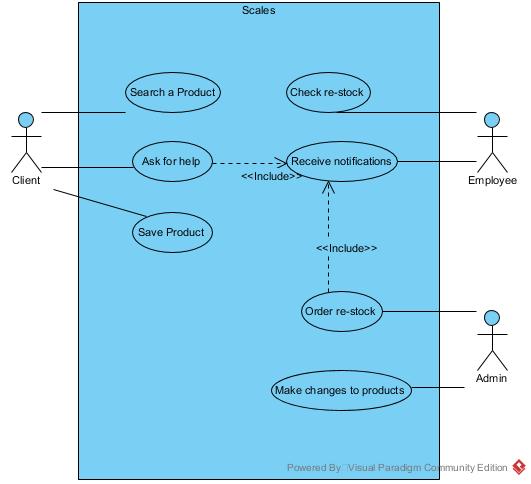 Scales
Search a Product
Check re-stock
Ask for help
Receive notifications
<<Include>>
Client
Employee
Save Product
<<Include>>
Order re-stock
Admin
Make changes to products
Powered By Visual Paradigm Community Edition